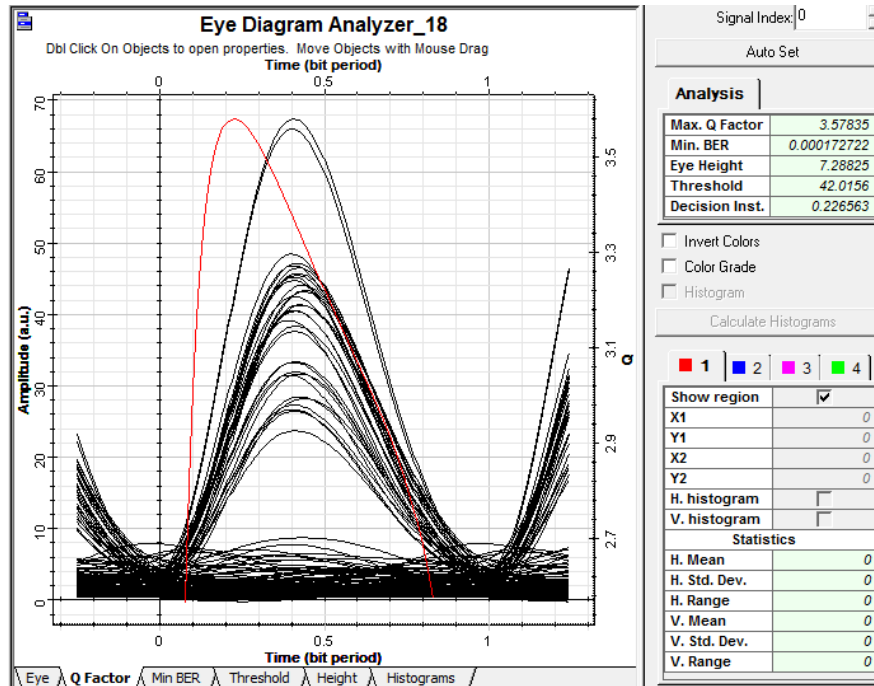 Eye Diagram Analyzer_18
Dbl Click On Objects to open properties. Move Objects with Mouse Drag
Time (bit period)
0 0.5 1
70
60
50
40
30
20
10
0
Amplitude (a.u.)
3.5
3.3
3.1
2.9
2.7
Q
0 0.5 1
Time (bit period)
Eye Q Factor Min BER Threshold Height Histograms
Signal Index: 0
Auto Set
Analysis
Max. Q Factor 3.57835
Min. BER 0.000172722
Eye Height 7.28825
Threshold 42.0156
Decision Inst. 0.226563
Invert Colors
Color Grade
Histogram
Calculate Histograms
1 2 3 4
Show region
X1 0
Y1 0
X2 0
Y2 0
H. histogram
V. histogram
Statistics
H. Mean 0
H. Std. Dev. 0
H. Range 0
V. Mean 0
V. Std. Dev. 0
V. Range 0